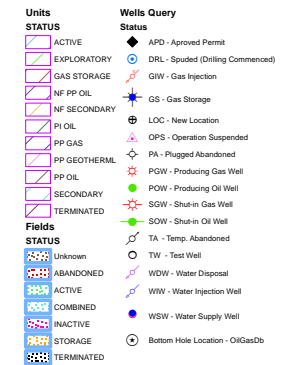 Units
STATUS
ACTIVE
EXPLORATORY
GAS STORAGE
NF PP OIL
NF SECONDARY
PI OIL
PP GAS
PP GEOTHERML
PP OIL
SECONDARY
TERMINATED
Fields
STATUS
Unknown
ABANDONED
ACTIVE
COMBINED
INACTIVE
STORAGE
TERMINATED
Wells Query
Status
APD - Aproved Permit
DRL - Spuded (Drilling Commenced)
GIW - Gas Injection
GS - Gas Storage
LOC - New Location
OPS - Operation Suspended
PA - Plugged Abandoned
PGW - Producing Gas Well
POW - Producing Oil Well
SGW - Shut-in Gas Well
SOW - Shut-in Oil Well
TA - Temp. Abandoned
TW - Test Well
WDW - Water Disposal
WIW - Water Injection Well
WSW - Water Supply Well
Bottom Hole Location - OilGasDb